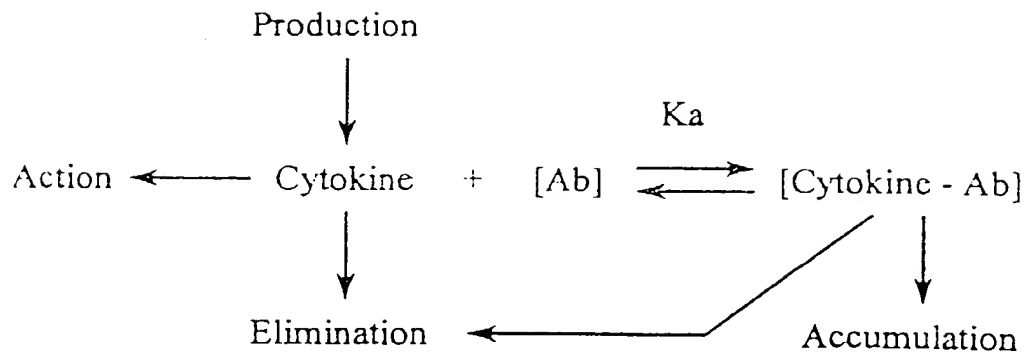 Production
Ka
Action Cytokine + [Ab] [Cytokine - Ab]
Elimination Accumulation